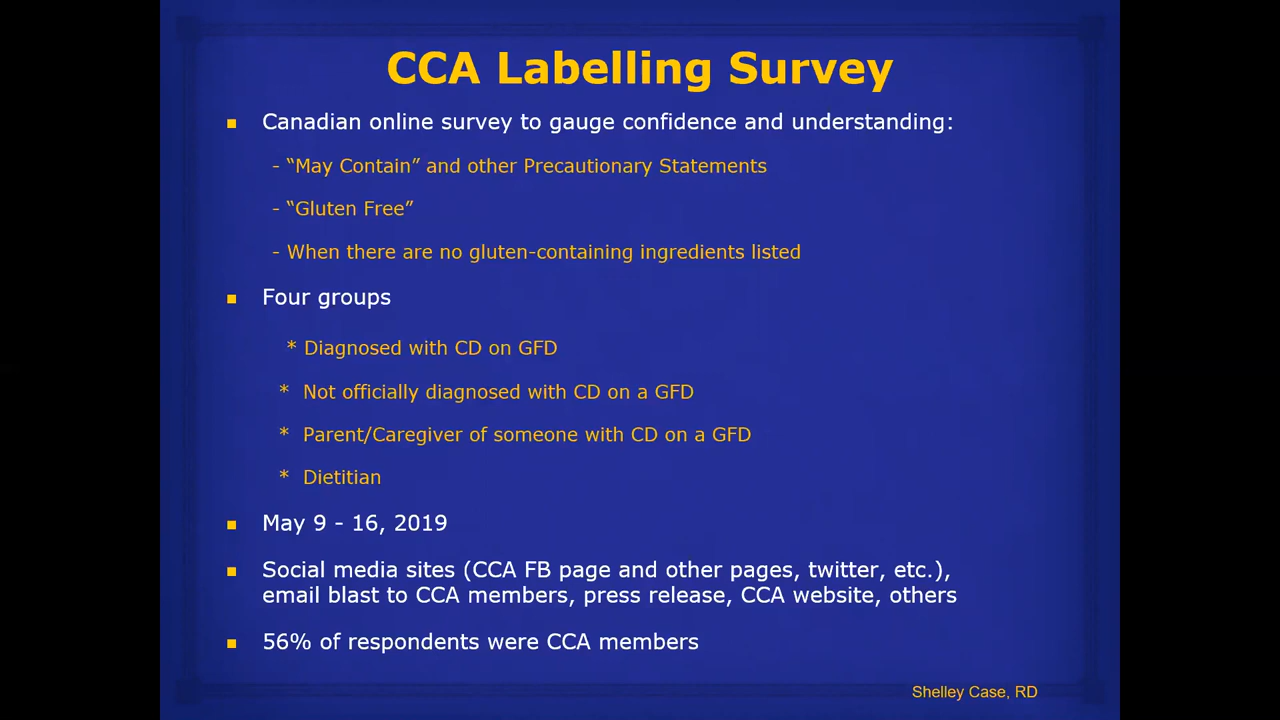 CCA Labelling Survey
■ Canadian online survey to gauge confidence and understanding:
- “May Contain” and other Precautionary Statements
- “Gluten Free”
- When there are no gluten-containing ingredients listed
■ Four groups
* Diagnosed with CD on GFD
* Not officially diagnosed with CD on a GFD
* Parent/Caregiver of someone with CD on a GFD
* Dietitian
■ May 9 - 16, 2019
■ Social media sites (CCA FB page and other pages, twitter, etc.),
email blast to CCA members, press release, CCA website, others
■ 56% of respondents were CCA members
Shelley Case, RD